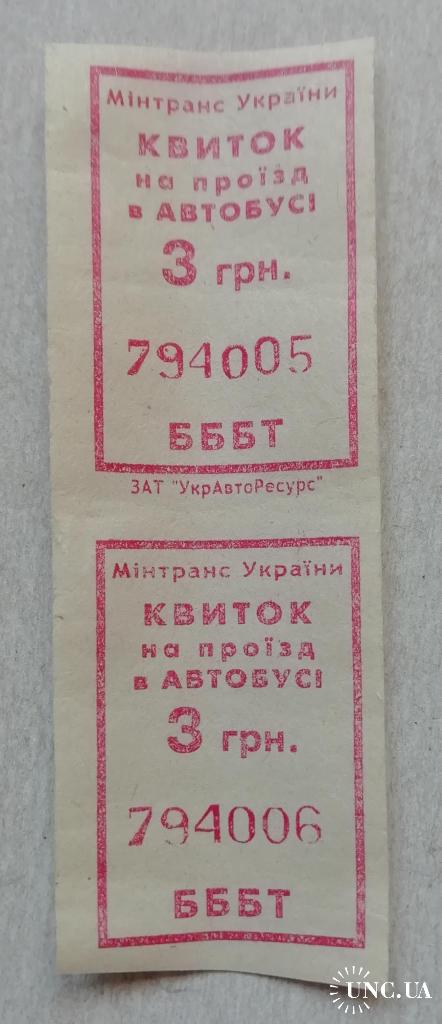 Мінтранс України
КВИТОК
на проїзд
в АВТОБУСІ
3 грн.
794005
БББТ
ЗАТ "УкрАвтоРесурс"
Мінтранс України
КВИТОК
на проїзд
в АВТОБУСІ
3 грн.
794006
БББТ
UNC.UA